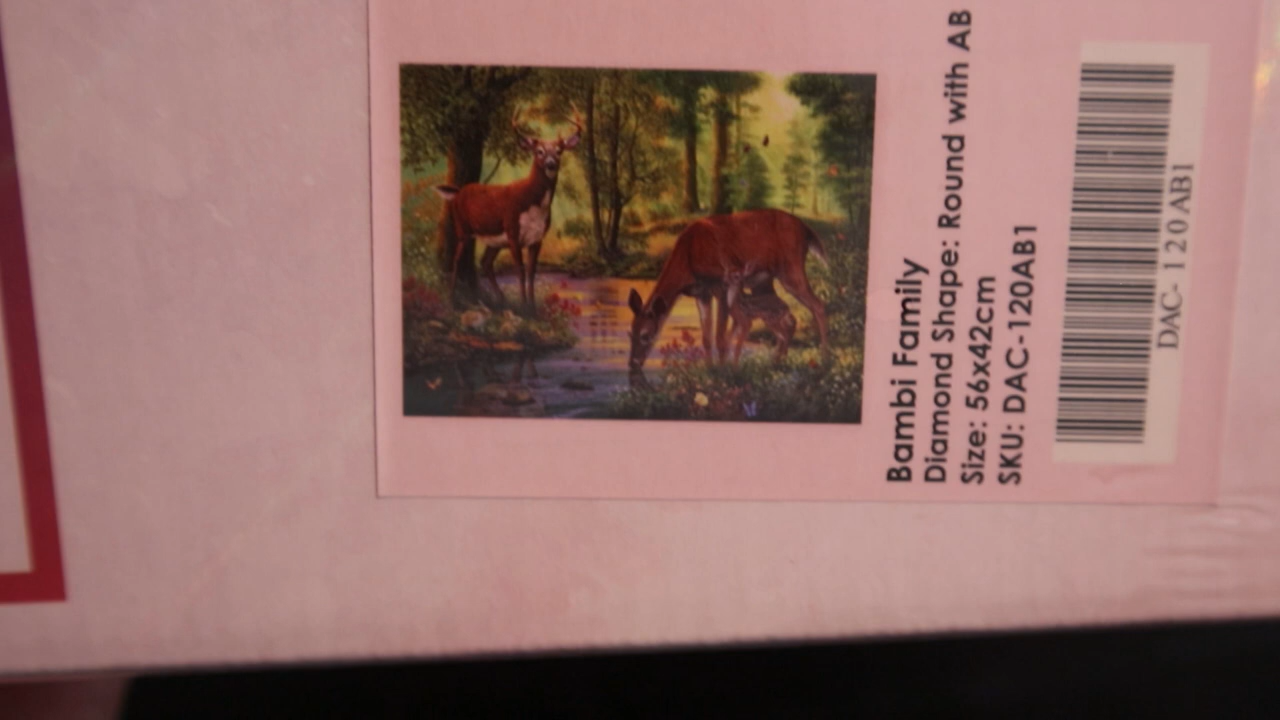 Bambi Family
Diamond Shape: Round with AB
Size: 56x42cm
SKU: DAC-120AB1
DAC- 120AB1